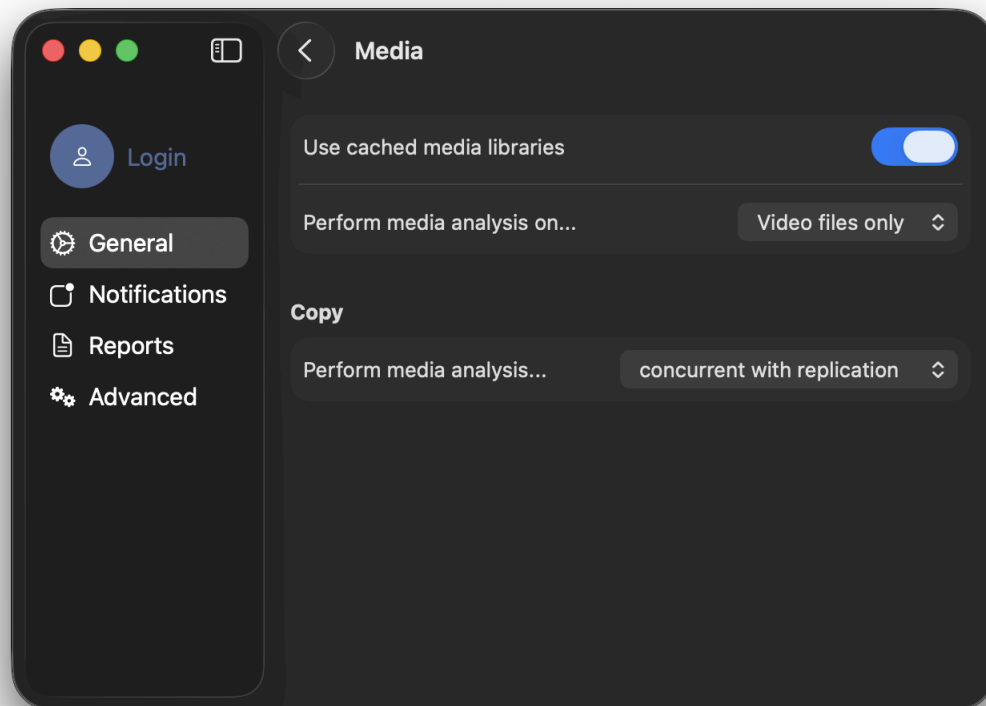 Media
Login
General
Notifications
Reports
Advanced
Use cached media libraries
Perform media analysis on...
Video files only
Copy
Perform media analysis...
concurrent with replication